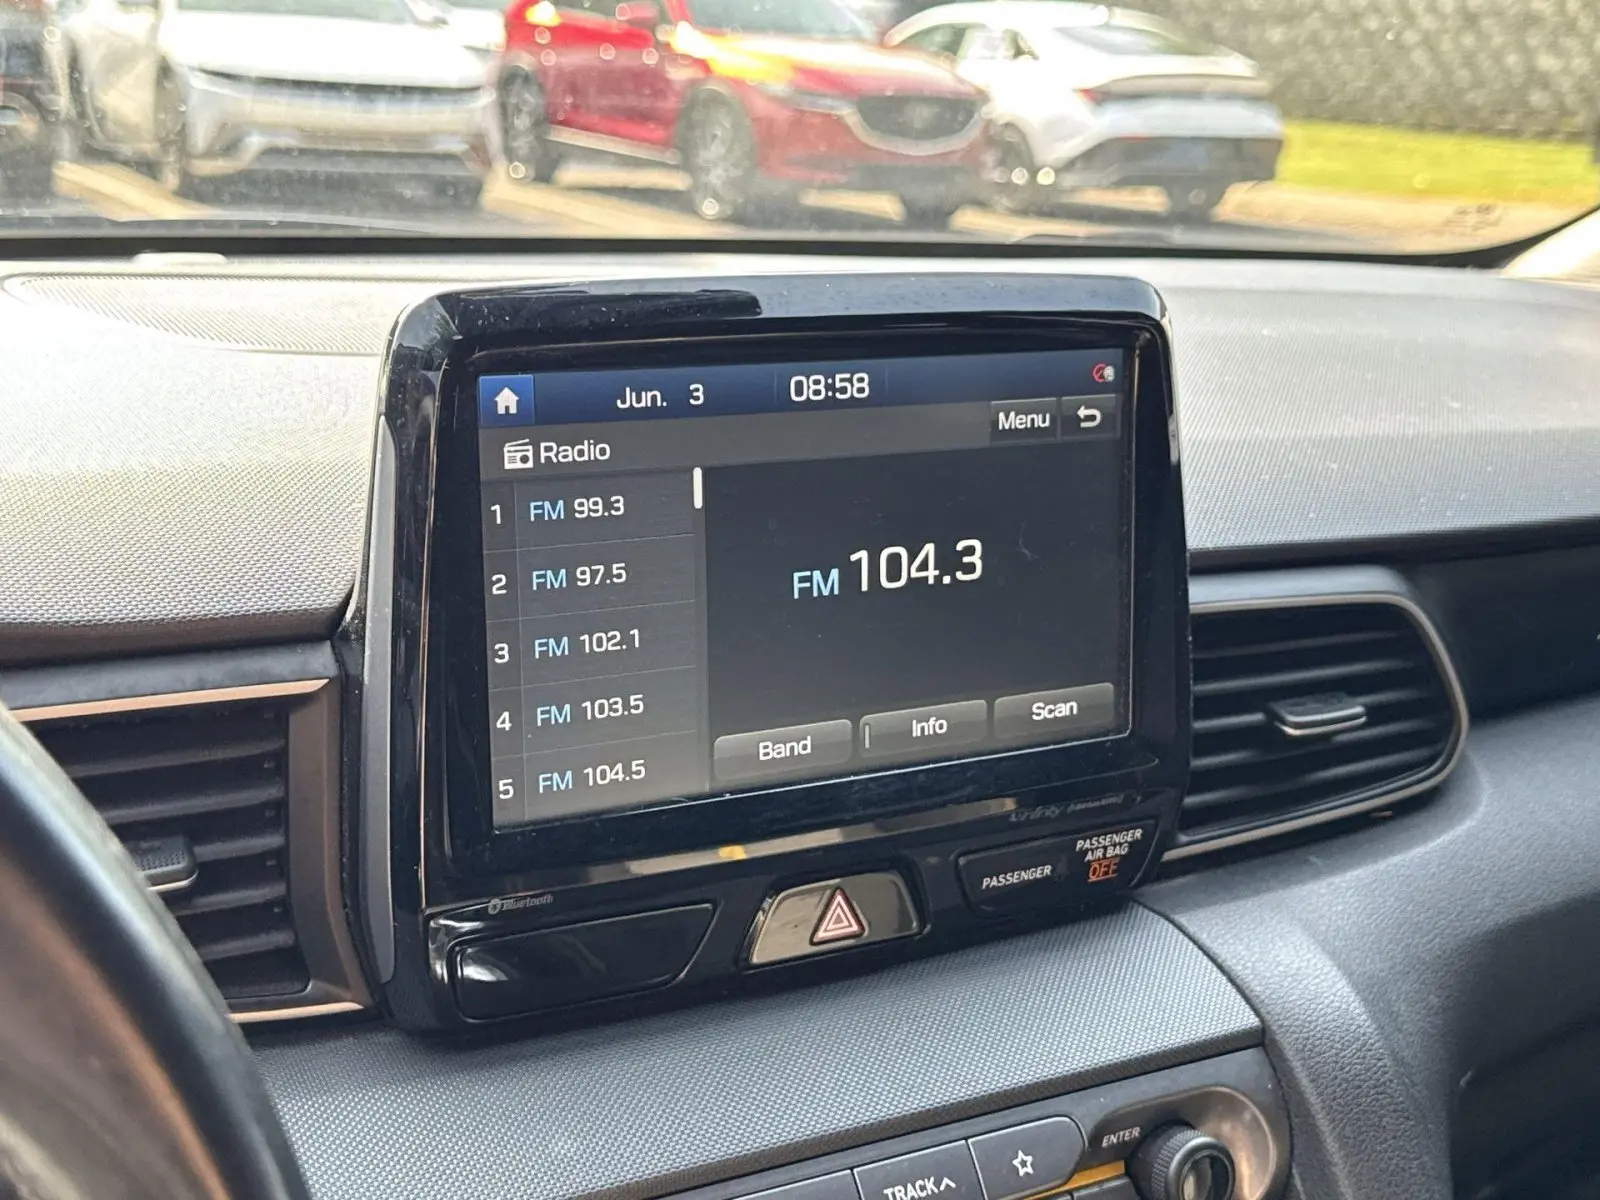 Jun. 3 08:58
Menu
Radio
1 FM 99.3
2 FM 97.5
3 FM 102.1
4 FM 103.5
5 FM 104.5
FM 104.3
Band Info Scan
Bluetooth
PASSENGER
PASSENGER
AIR BAG
OFF
ENTER
TRACK